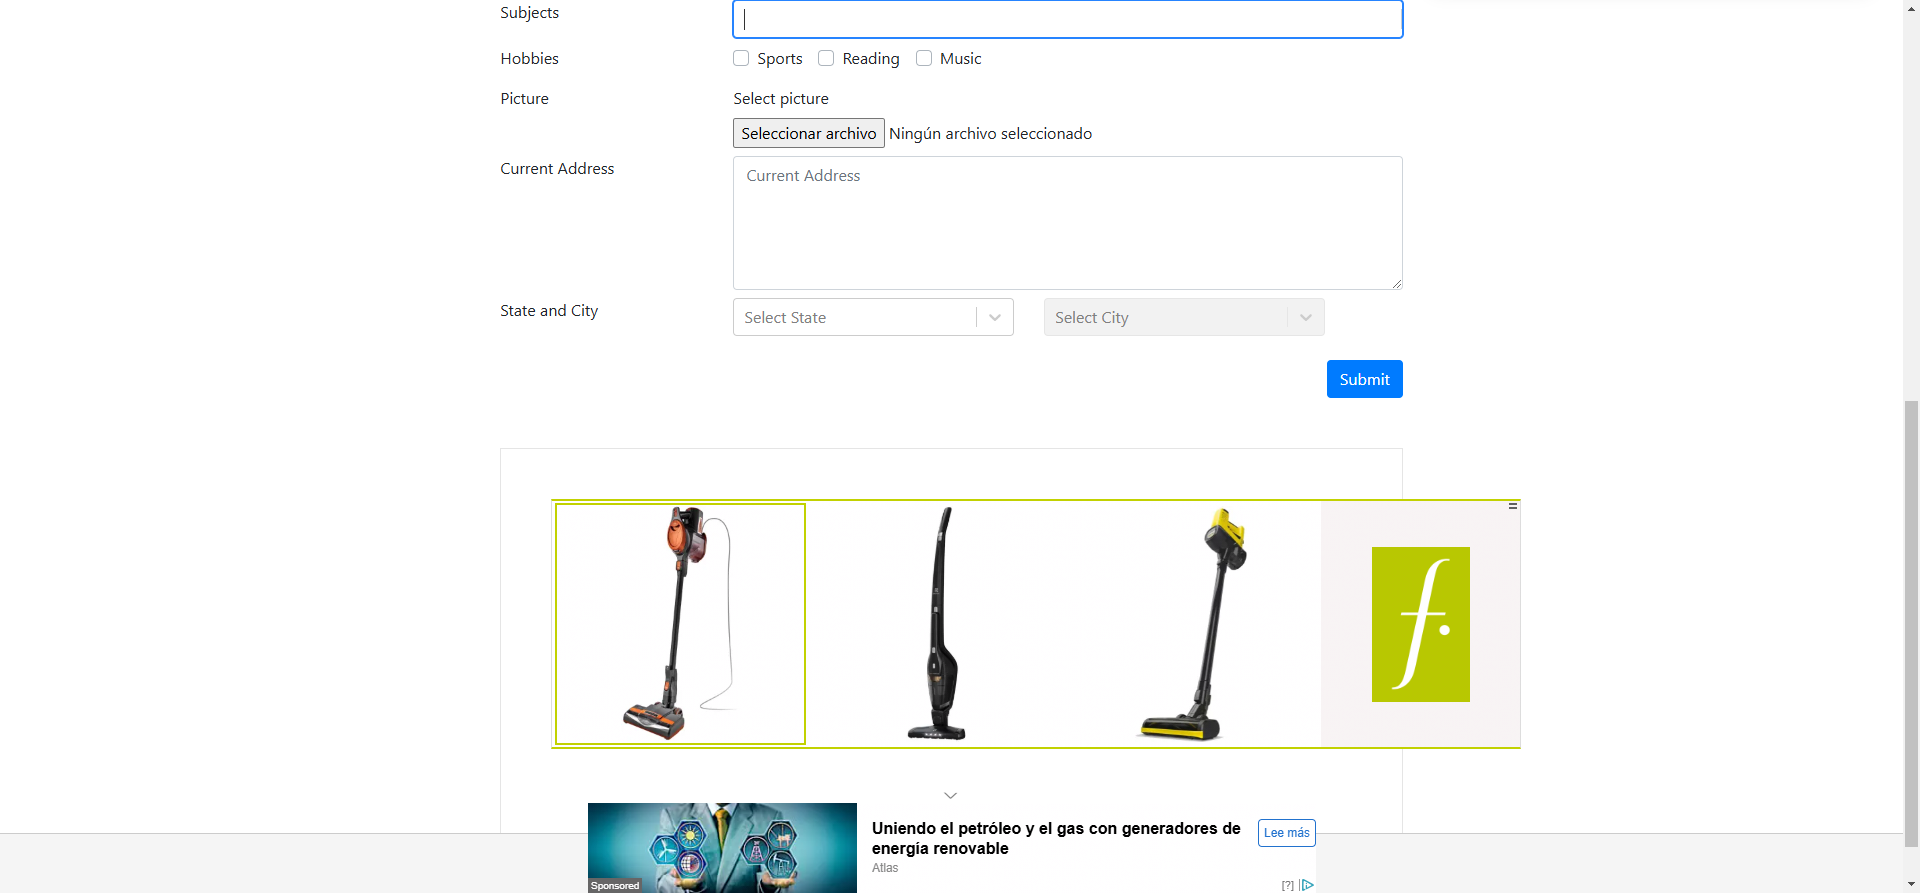 Subjects
Hobbies
Sports Reading Music
Picture
Select picture
Seleccionar archivo Ningún archivo seleccionado
Current Address
Current Address
State and City
Select State
Select City
Submit
f.
Uniendo el petróleo y el gas con generadores de
energía renovable
Atlas
Lee más
Sponsored
[?]